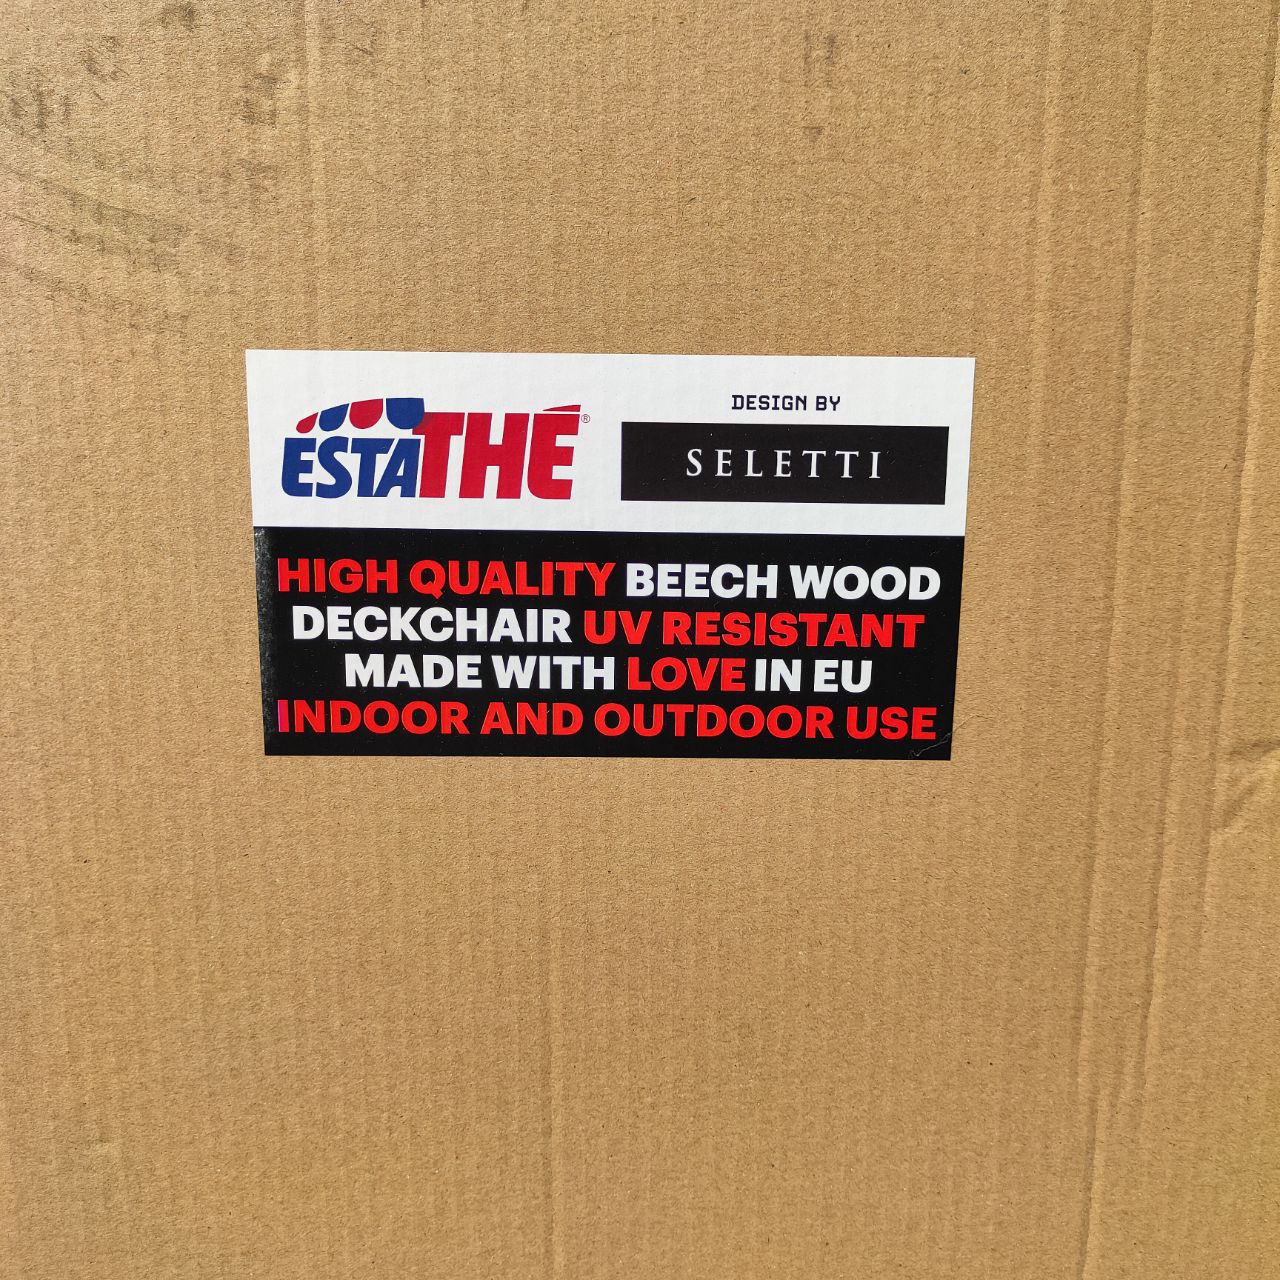 ESTATHÉ®
DESIGN BY
SELETTI
HIGH QUALITY BEECH WOOD
DECKCHAIR UV RESISTANT
MADE WITH LOVE IN EU
INDOOR AND OUTDOOR USE